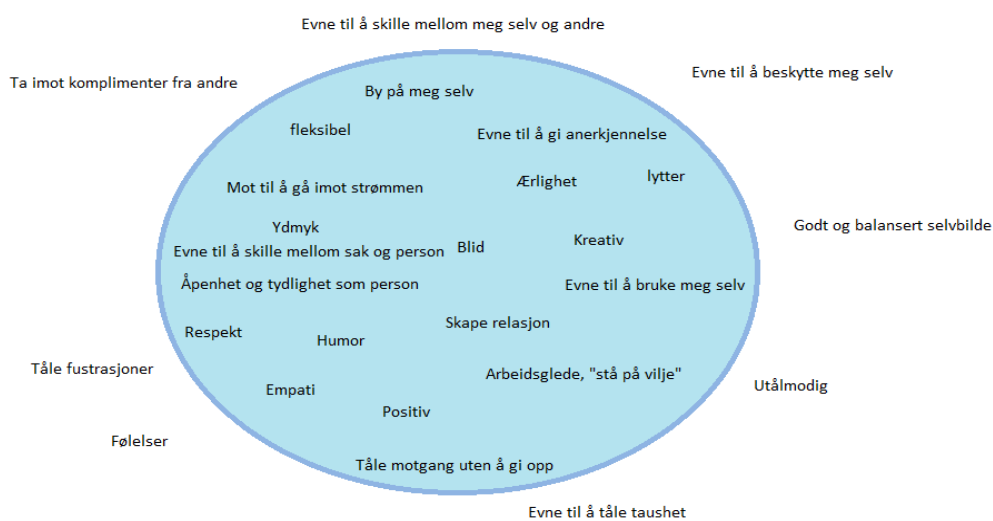 Evne til å skille mellom meg selv og andre
Evne til å beskytte meg selv
Ta imot komplimenter fra andre
By på meg selv
fleksibel
Evne til å gi anerkjennelse
lytter
Ærlighet
Mot til å gå imot strømmen
Ydmyk
Godt og balansert selvbilde
Kreativ
Blid
Evne til å skille mellom sak og person
Åpenhet og tydlighet som person
Evne til å bruke meg selv
Skape relasjon
Respekt
Humor
Tåle fustrasjoner
Arbeidsglede, "stå på vilje"
Utålmodig
Empati
Positiv
Følelser
Tåle motgang uten å gi opp
Evne til å tåle taushet